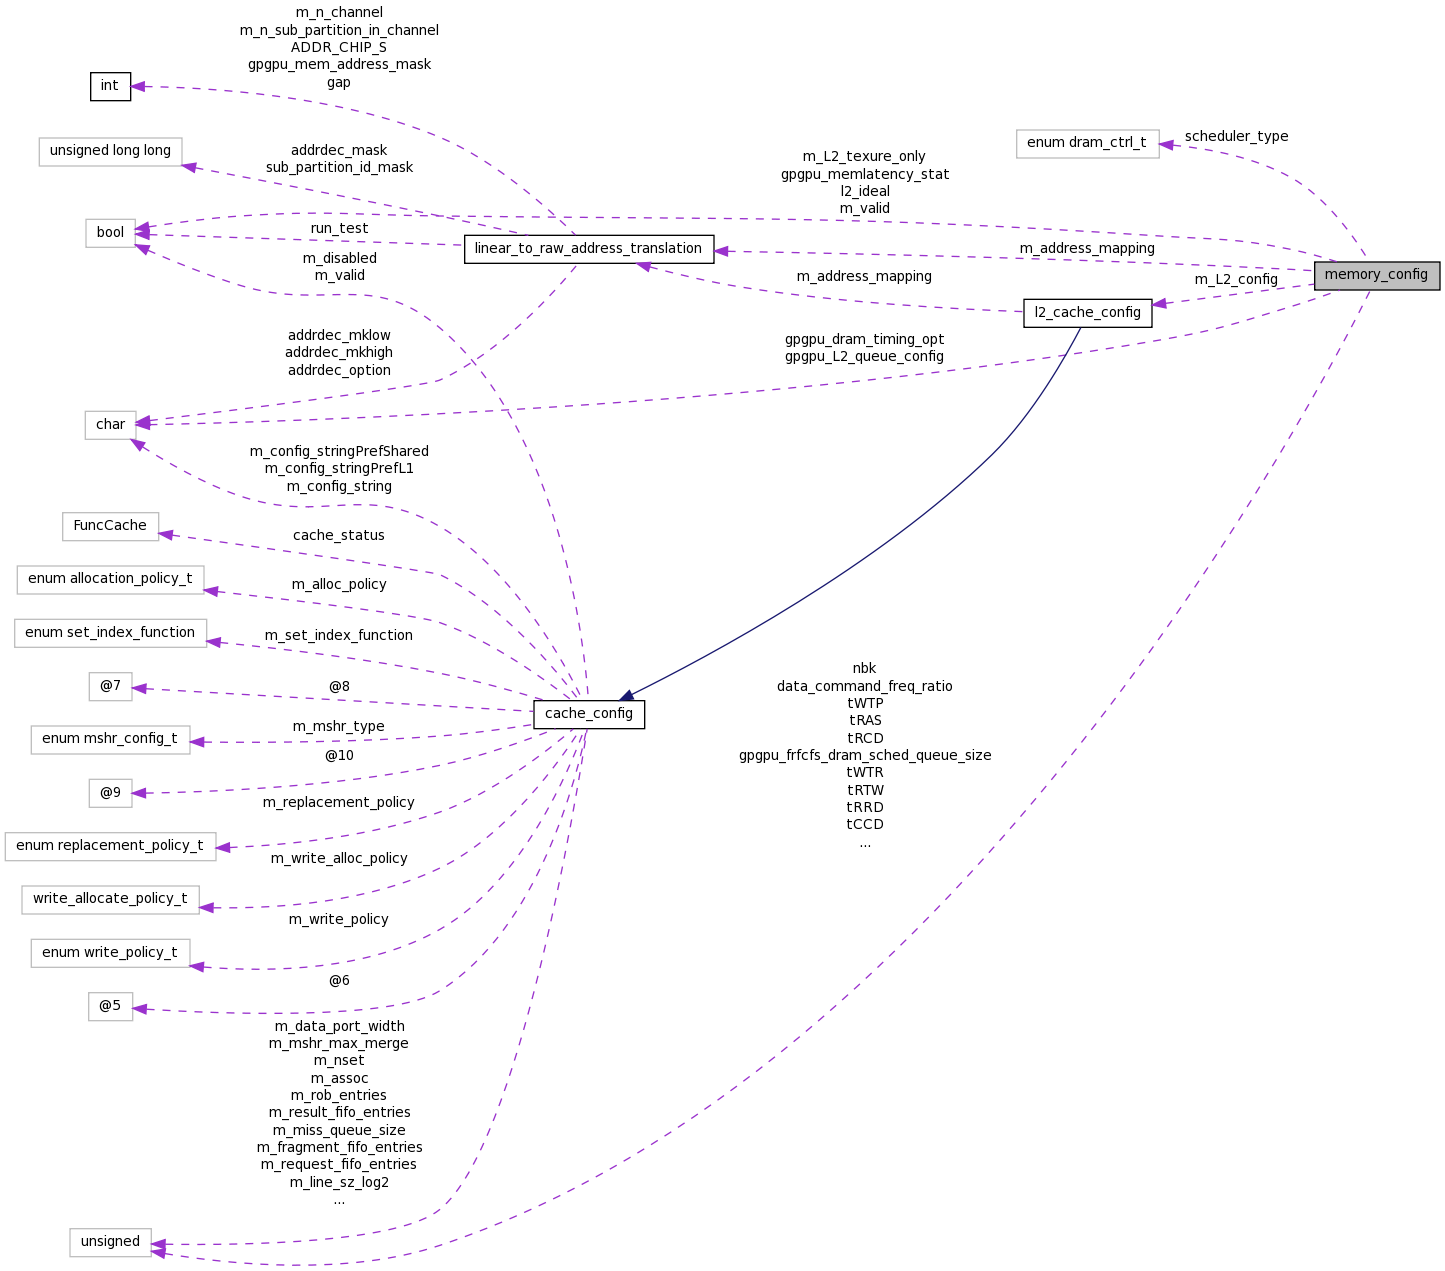 m_n_channel
m_n_sub_partition_in_channel
ADDR_CHIP_S
gpgpu_mem_address_mask
gap
int
unsigned long long
addrdec_mask
sub_partition_id_mask
enum dram_ctrl_t
scheduler_type
m_L2_texure_only
gpgpu_memlatency_stat
l2_ideal
m_valid
bool
run_test
linear_to_raw_address_translation
m_address_mapping
memory_config
m_disabled
m_valid
m_address_mapping
m_L2_config
l2_cache_config
addrdec_mklow
addrdec_mkhigh
addrdec_option
gpgpu_dram_timing_opt
gpgpu_L2_queue_config
char
m_config_stringPrefShared
m_config_stringPrefL1
m_config_string
FuncCache
cache_status
enum allocation_policy_t
m_alloc_policy
enum set_index_function
m_set_index_function
@7
@8
cache_config
enum mshr_config_t
m_mshr_type
@10
@9
m_replacement_policy
enum replacement_policy_t
m_write_alloc_policy
write_allocate_policy_t
m_write_policy
enum write_policy_t
@6
@5
nbk
data_command_freq_ratio
tWTP
tRAS
tRCD
gpgpu_frfcfs_dram_sched_queue_size
tWTR
tRTW
tRRD
tCCD
...
m_data_port_width
m_mshr_max_merge
m_nset
m_assoc
m_rob_entries
m_result_fifo_entries
m_miss_queue_size
m_fragment_fifo_entries
m_request_fifo_entries
m_line_sz_log2
...
unsigned